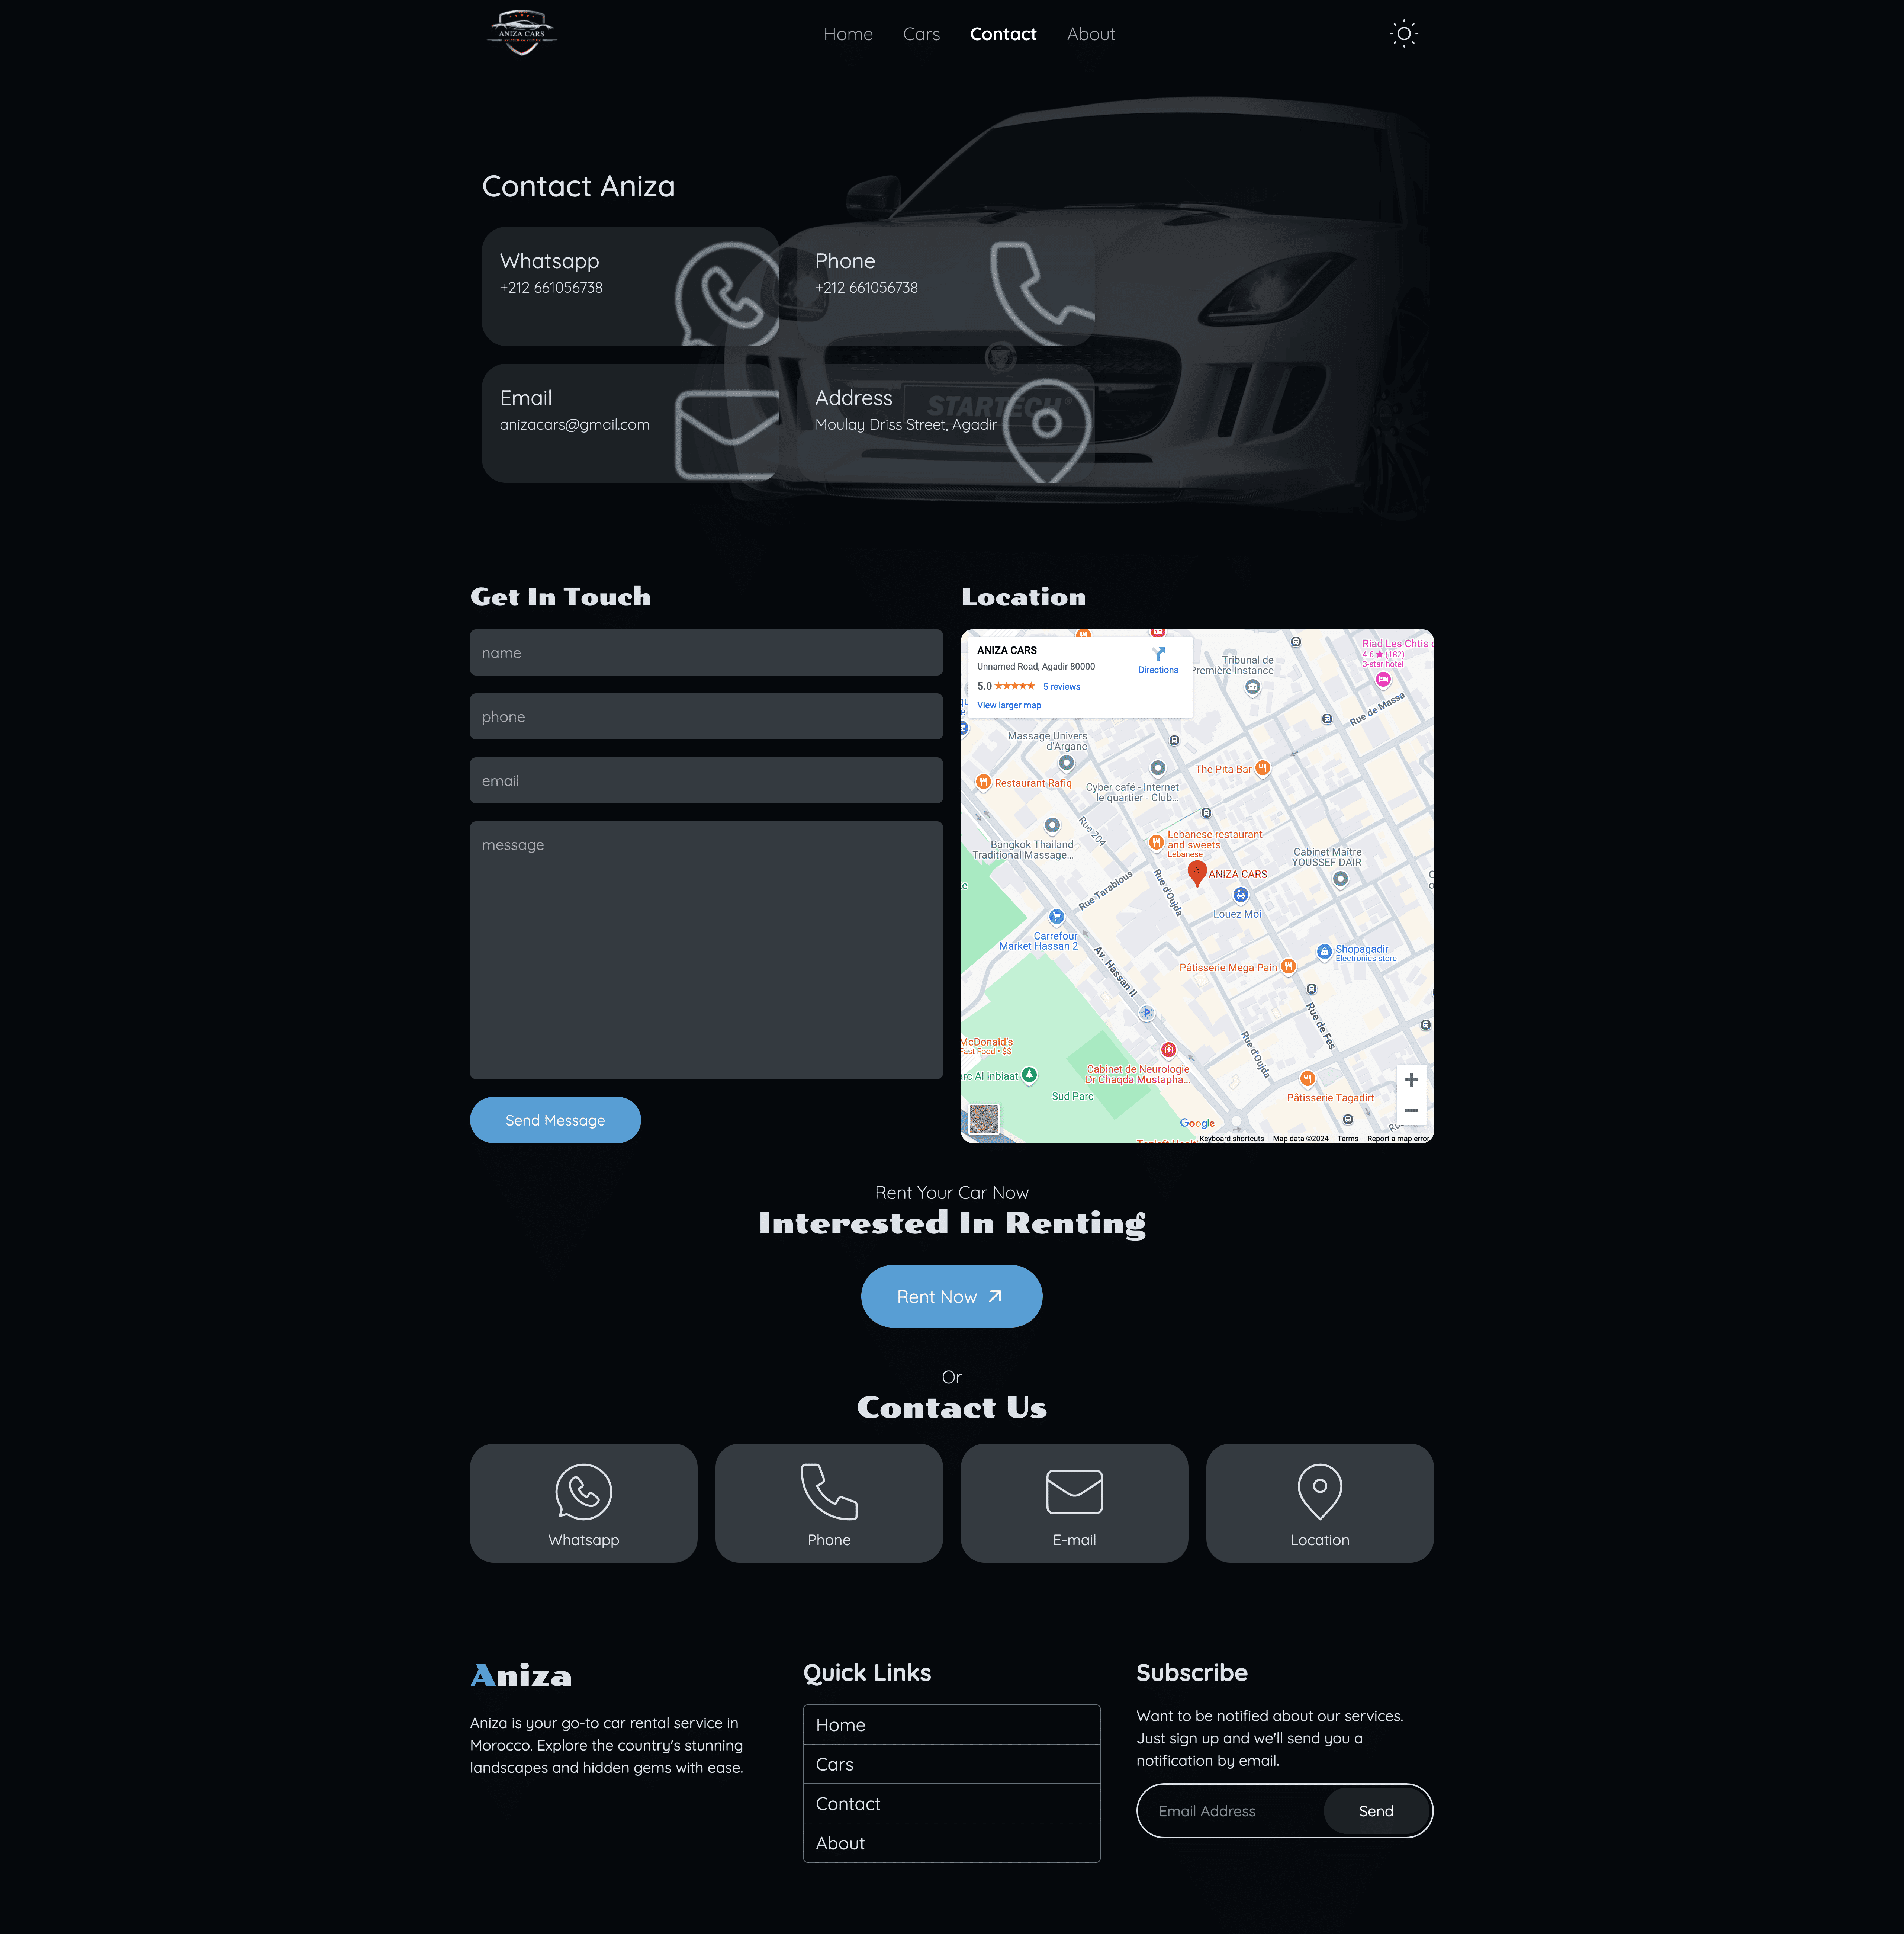 ANIZA CARS
Home
Cars
Contact
About
Contact Aniza
Whatsapp
+212 661056738
Phone
+212 661056738
Email
anizacars@gmail.com
Address
Moulay Driss Street, Agadir
STARTECH
Get In Touch
name
phone
email
message
Send Message
Location
ANIZA CARS
Unnamed Road, Agadir 80000
5.0 ★★★★★ 5 reviews
View larger map
Directions
Tribunal de
Première Instance
Riad Les Chtis
4.6 ★ (182)
3-star hotel
Rue de Massa
Massage Univers
d'Argane
Restaurant Rafiq
Cyber café - Internet
le quartier - Club...
The Pita Bar
Rue 204
Bangkok Thailand
Traditional Massage...
Lebanese restaurant
and sweets
Lebanese
Cabinet Maître
YOUSSEF DAIR
ANIZA CARS
Rue Tarablous
Rue d'Oujda
Louez Moi
Carrefour
Market Hassan 2
Av. Hassan II
Shopagadir
Electronics store
Pâtisserie Mega Pain
P
Rue de Fes
Rue d'Oujda
McDonald's
Fast Food • $$
Cabinet de Neurologie
Dr Chaqda Mustapha...
arc Al Inbiaat
Sud Parc
Pâtisserie Tagadirt
Google
Keyboard shortcuts
Map data ©2024
Terms
Report a map error
Rent Your Car Now
Interested In Renting
Rent Now
Or
Contact Us
Whatsapp
Phone
E-mail
Location
Aniza
Aniza is your go-to car rental service in
Morocco. Explore the country's stunning
landscapes and hidden gems with ease.
Quick Links
Home
Cars
Contact
About
Subscribe
Want to be notified about our services.
Just sign up and we'll send you a
notification by email.
Email Address
Send